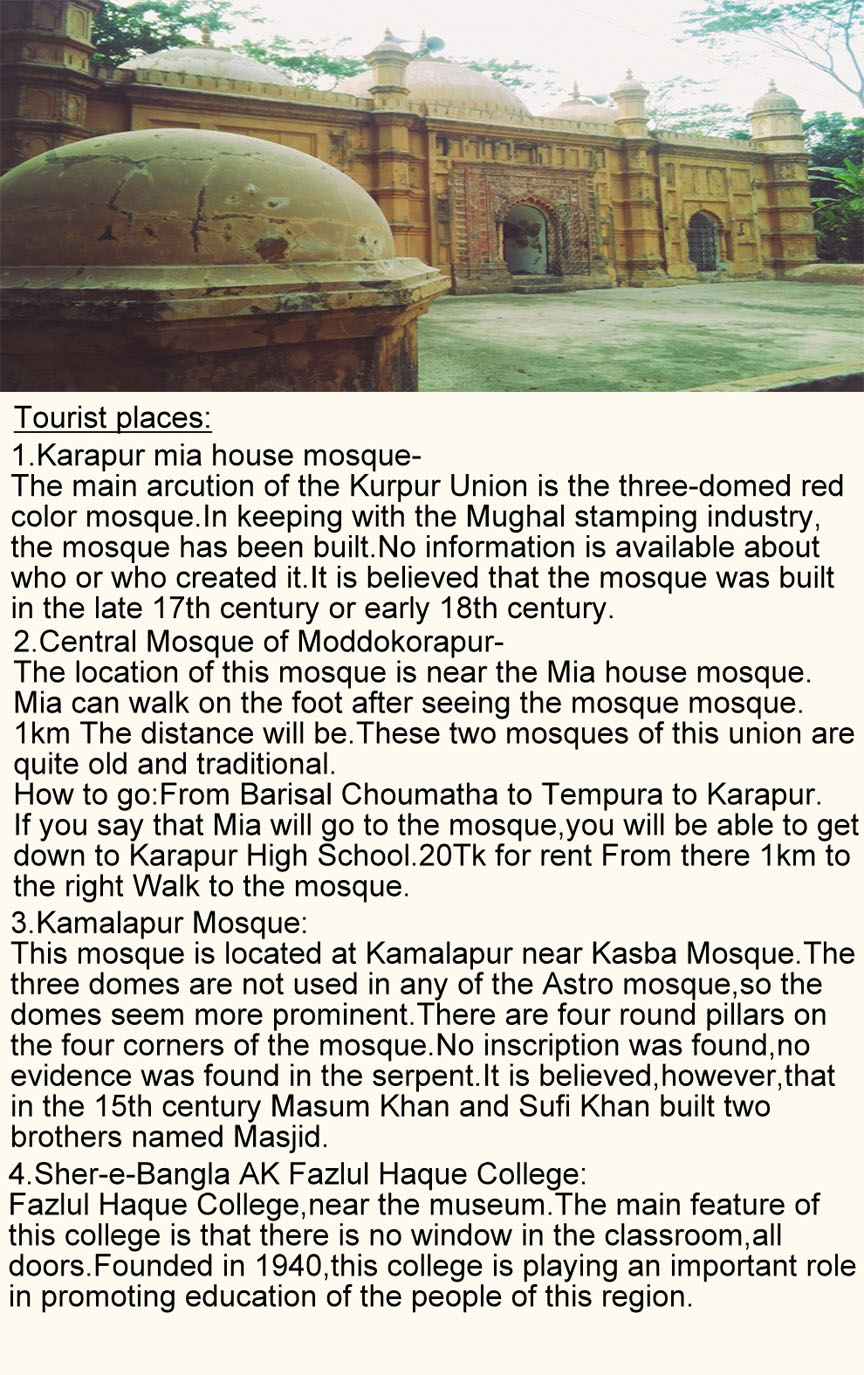 Tourist places:
1.Karapur mia house mosque-
The main arcution of the Kurpur Union is the three-domed red
color mosque.In keeping with the Mughal stamping industry,
the mosque has been built.No information is available about
who or who created it.It is believed that the mosque was built
in the late 17th century or early 18th century.
2.Central Mosque of Moddokorapur-
The location of this mosque is near the Mia house mosque.
Mia can walk on the foot after seeing the mosque mosque.
1km The distance will be.These two mosques of this union are
quite old and traditional.
How to go:From Barisal Choumatha to Tempura to Karapur.
If you say that Mia will go to the mosque,you will be able to get
down to Karapur High School.20Tk for rent From there 1km to
the right Walk to the mosque.
3.Kamalapur Mosque:
This mosque is located at Kamalapur near Kasba Mosque.The
three domes are not used in any of the Astro mosque,so the
domes seem more prominent.There are four round pillars on
the four corners of the mosque.No inscription was found,no
evidence was found in the serpent.It is believed,however,that
in the 15th century Masum Khan and Sufi Khan built two
brothers named Masjid.
4.Sher-e-Bangla AK Fazlul Haque College:
Fazlul Haque College,near the museum.The main feature of
this college is that there is no window in the classroom,all
doors.Founded in 1940,this college is playing an important role
in promoting education of the people of this region.